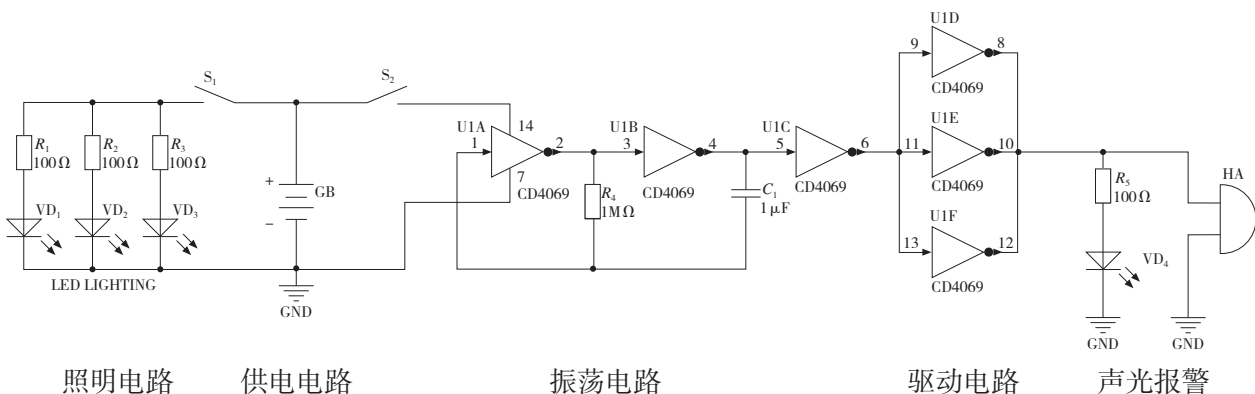 S₁
S₂
R₁
100Ω
R₂
100Ω
R₃
100Ω
VD₁
VD₂
VD₃
LED LIGHTING
+
GB
−
GND
U1A
1
14
2
7
CD4069
R₄
1MΩ
U1B
3
4
CD4069
C₁
1μF
U1C
5
6
CD4069
U1D
9
8
CD4069
U1E
11
10
CD4069
U1F
13
12
CD4069
R₅
100Ω
VD₄
GND
HA
GND
照明电路 供电电路 振荡电路 驱动电路 声光报警